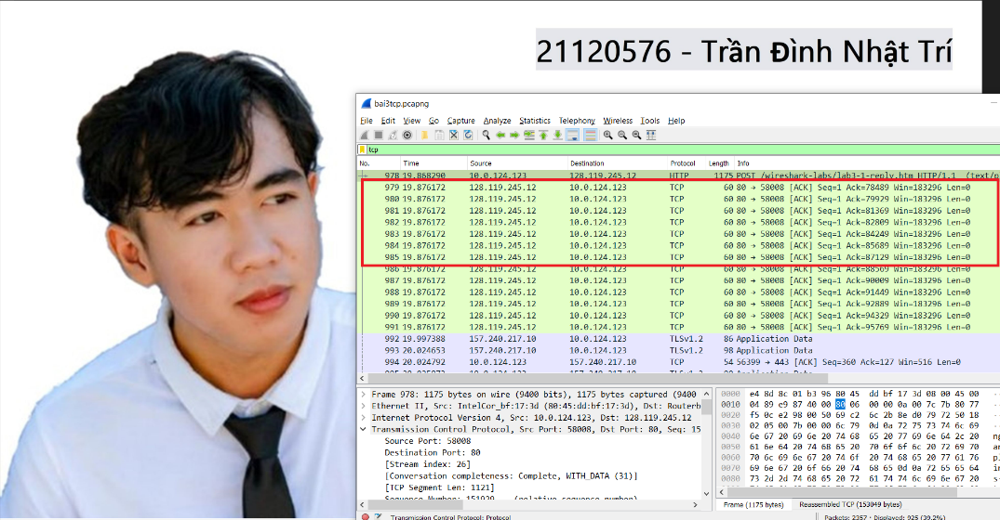 21120576 - Trần Đình Nhật Trí
bai3tcp.pcapng
File Edit View Go Capture Analyze Statistics Telephony Wireless Tools Help
tcp
No. Time Source Destination Protocol Length Info
978 19.868290 10.0.124.123 128.119.245.12 HTTP 1175 POST /wireshark-labs/lab3-1-reply.htm HTTP/1.1 (text/p
979 19.876172 128.119.245.12 10.0.124.123 TCP 60 80 → 58008 [ACK] Seq=1 Ack=78489 Win=183296 Len=0
980 19.876172 128.119.245.12 10.0.124.123 TCP 60 80 → 58008 [ACK] Seq=1 Ack=79929 Win=183296 Len=0
981 19.876172 128.119.245.12 10.0.124.123 TCP 60 80 → 58008 [ACK] Seq=1 Ack=81369 Win=183296 Len=0
982 19.876172 128.119.245.12 10.0.124.123 TCP 60 80 → 58008 [ACK] Seq=1 Ack=82809 Win=183296 Len=0
983 19.876172 128.119.245.12 10.0.124.123 TCP 60 80 → 58008 [ACK] Seq=1 Ack=84249 Win=183296 Len=0
984 19.876172 128.119.245.12 10.0.124.123 TCP 60 80 → 58008 [ACK] Seq=1 Ack=85689 Win=183296 Len=0
985 19.876172 128.119.245.12 10.0.124.123 TCP 60 80 → 58008 [ACK] Seq=1 Ack=87129 Win=183296 Len=0
986 19.876172 128.119.245.12 10.0.124.123 TCP 60 80 → 58008 [ACK] Seq=1 Ack=88569 Win=183296 Len=0
987 19.876172 128.119.245.12 10.0.124.123 TCP 60 80 → 58008 [ACK] Seq=1 Ack=90009 Win=183296 Len=0
988 19.876172 128.119.245.12 10.0.124.123 TCP 60 80 → 58008 [ACK] Seq=1 Ack=91449 Win=183296 Len=0
989 19.876172 128.119.245.12 10.0.124.123 TCP 60 80 → 58008 [ACK] Seq=1 Ack=92889 Win=183296 Len=0
990 19.876172 128.119.245.12 10.0.124.123 TCP 60 80 → 58008 [ACK] Seq=1 Ack=94329 Win=183296 Len=0
991 19.876172 128.119.245.12 10.0.124.123 TCP 60 80 → 58008 [ACK] Seq=1 Ack=95769 Win=183296 Len=0
992 19.997388 157.240.217.10 10.0.124.123 TLSv1.2 86 Application Data
993 20.024653 157.240.217.10 10.0.124.123 TLSv1.2 98 Application Data
994 20.024792 10.0.124.123 157.240.217.10 TCP 54 56399 → 443 [ACK] Seq=360 Ack=127 Win=516 Len=0
Frame 978: 1175 bytes on wire (9400 bits), 1175 bytes captured (9400
Ethernet II, Src: IntelCor_bf:17:3d (80:45:dd:bf:17:3d), Dst: Routerb
Internet Protocol Version 4, Src: 10.0.124.123, Dst: 128.119.245.12
Transmission Control Protocol, Src Port: 58008, Dst Port: 80, Seq: 15
Source Port: 58008
Destination Port: 80
[Stream index: 26]
[Conversation completeness: Complete, WITH_DATA (31)]
[TCP Segment Len: 1121]
Sequence Number: 151929 (relative sequence number)
0000 e4 8d 8c 01 b3 96 80 45 dd bf 17 3d 08 00 45 00
0010 04 89 e9 87 40 00 80 06 00 00 0a 00 7c 7b 80 77
0020 f5 0c e2 98 00 50 69 c2 6c 2b 8e d0 79 72 50 18
0030 02 05 00 7b 00 00 6c 79 0d 0a 72 75 73 74 6c 69
0040 6e 67 20 69 6e 20 74 68 65 20 77 69 6e 64 2c 20
0050 61 6e 64 20 74 68 65 20 70 6f 6f 6c 20 72 69 70
0060 70 6c 69 6e 67 20 74 6f 20 74 68 65 20 77 61 76
0070 69 6e 67 20 6f 66 20 74 68 65 0d 0a 72 65 65 64
0080 73 2d 2d 74 68 65 20 72 61 74 74 6c 69 6e 67 20
Frame (1175 bytes) Reassembled TCP (153049 bytes)
Transmission Control Protocol: Protocol
Packets: 2357 · Displayed: 925 (39.2%)